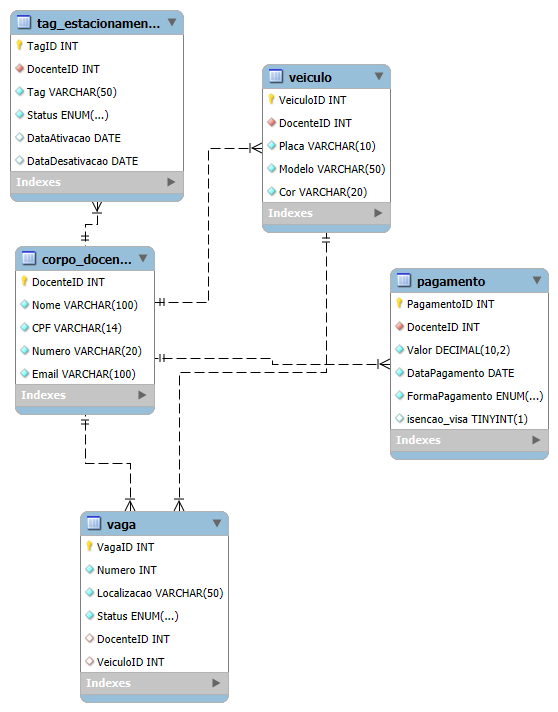 tag_estacionamen...
TagID INT
DocenteID INT
Tag VARCHAR(50)
Status ENUM(...)
DataAtivacao DATE
DataDesativacao DATE
Indexes
veiculo
VeiculoID INT
DocenteID INT
Placa VARCHAR(10)
Modelo VARCHAR(50)
Cor VARCHAR(20)
Indexes
corpo_docen...
DocenteID INT
Nome VARCHAR(100)
CPF VARCHAR(14)
Numero VARCHAR(20)
Email VARCHAR(100)
Indexes
pagamento
PagamentoID INT
DocenteID INT
Valor DECIMAL(10,2)
DataPagamento DATE
FormaPagamento ENUM(...)
isencao_visa TINYINT(1)
Indexes
vaga
VagaID INT
Numero INT
Localizacao VARCHAR(50)
Status ENUM(...)
DocenteID INT
VeiculoID INT
Indexes